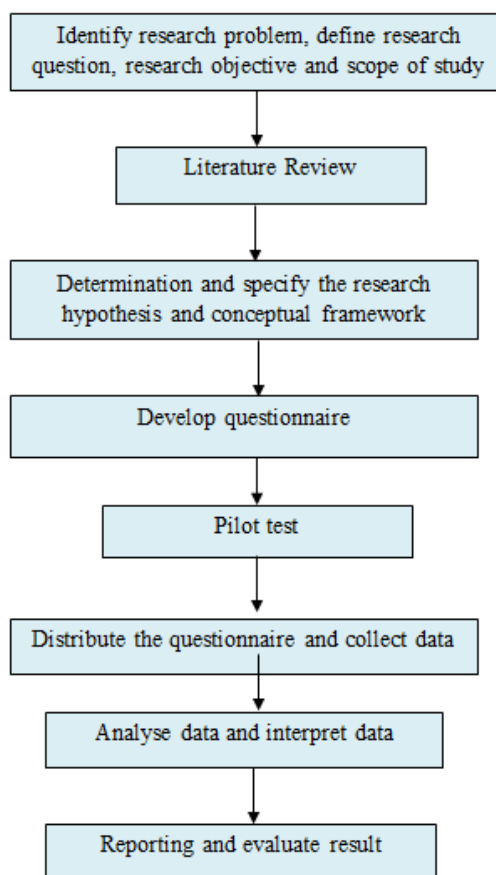 Identify research problem, define research
question, research objective and scope of study
Literature Review
Determination and specify the research
hypothesis and conceptual framework
Develop questionnaire
Pilot test
Distribute the questionnaire and collect data
Analyse data and interpret data
Reporting and evaluate result